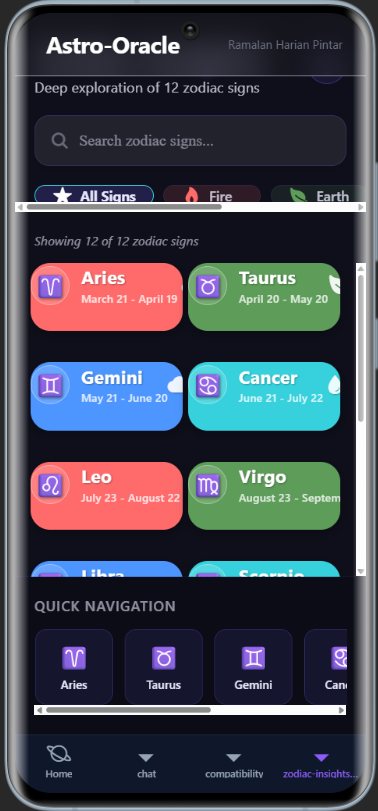 Astro-Oracle
Ramalan Harian Pintar
Deep exploration of 12 zodiac signs
Search zodiac signs...
All Signs
Fire
Earth
Showing 12 of 12 zodiac signs
Aries
March 21 - April 19
Taurus
April 20 - May 20
Gemini
May 21 - June 20
Cancer
June 21 - July 22
Leo
July 23 - August 22
Virgo
August 23 - Septem
Libra
Scorpio
QUICK NAVIGATION
Aries
Taurus
Gemini
Canc
Home
chat
compatibility
zodiac-insights...